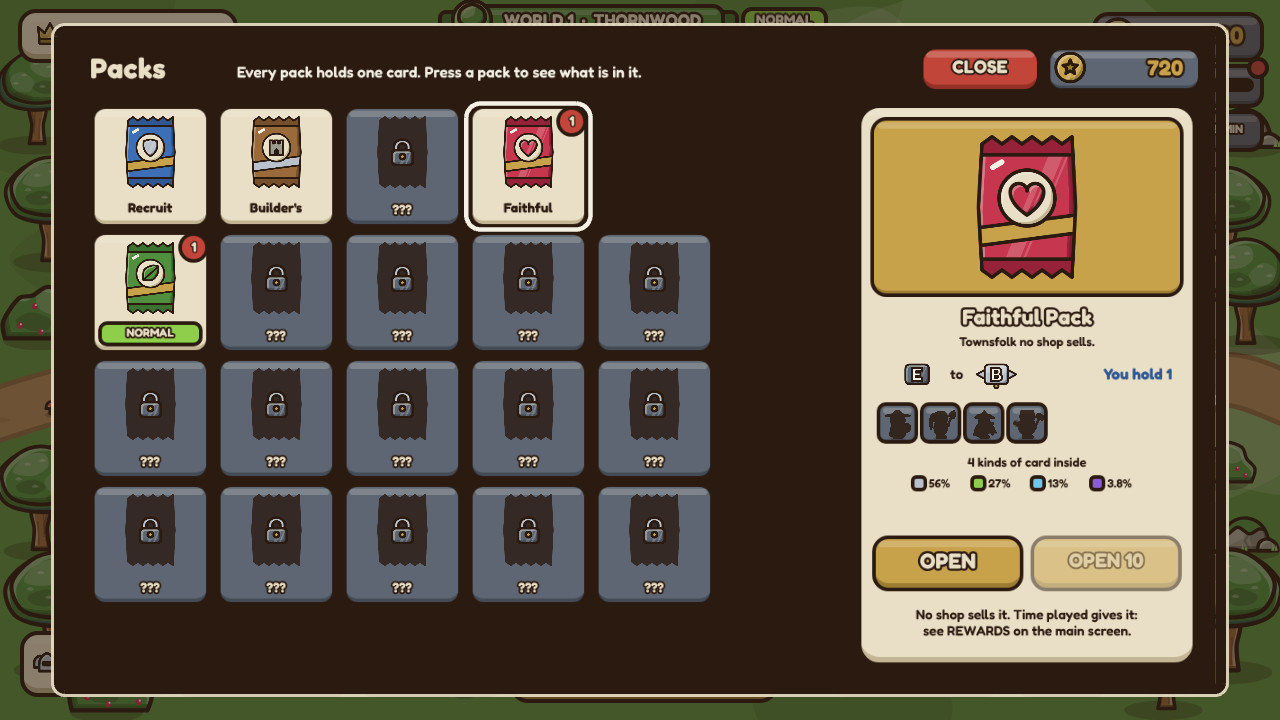 WORLD 1 · THORNWOOD
NORMAL
Packs
Every pack holds one card. Press a pack to see what is in it.
CLOSE
720
Recruit
Builder's
???
1
Faithful
1
NORMAL
???
???
???
???
???
???
???
???
???
???
???
???
???
???
Faithful Pack
Townsfolk no shop sells.
E to B
You hold 1
4 kinds of card inside
56% 27% 13% 3.8%
OPEN
OPEN 10
No shop sells it. Time played gives it:
see REWARDS on the main screen.